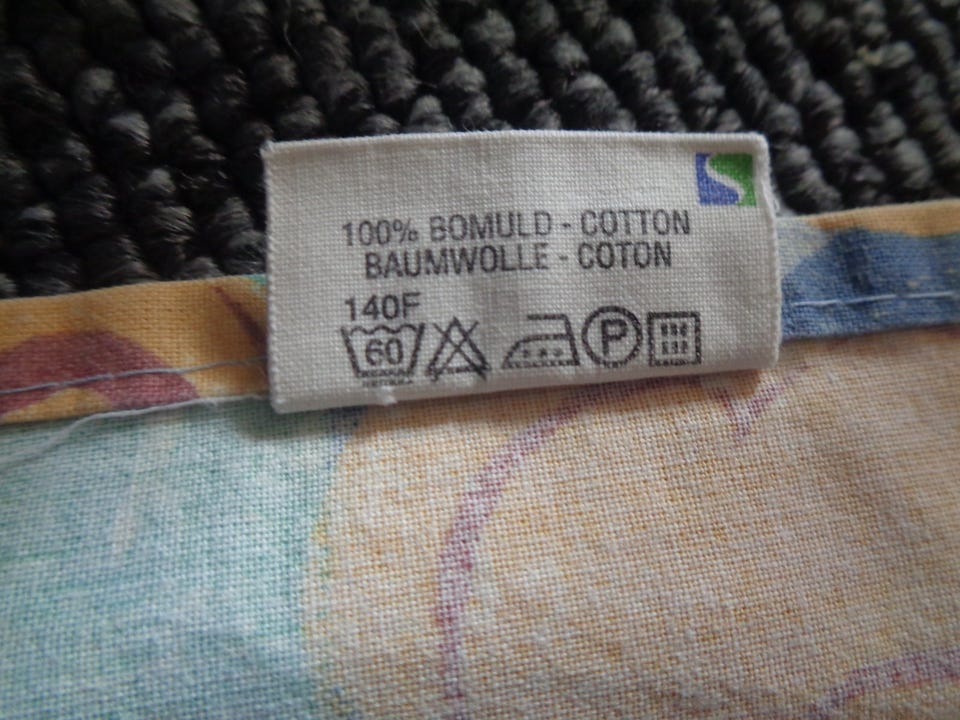 100% BOMULD - COTTON
BAUMWOLLE - COTON
140F
60 P